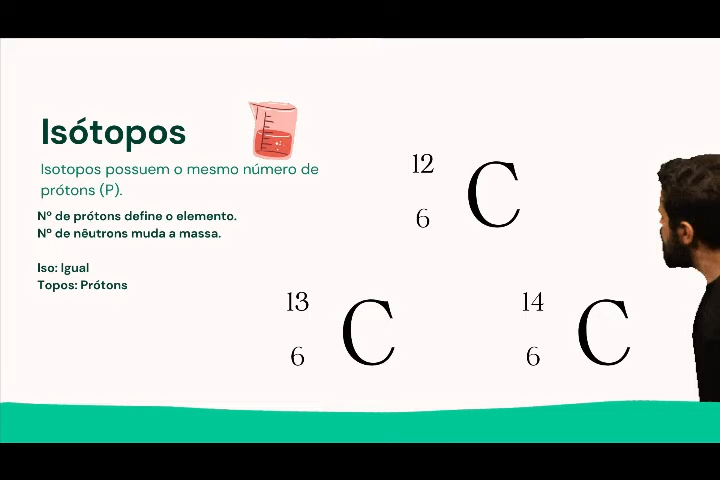 Isótopos
Isotopos possuem o mesmo número de
prótons (P).
Nº de prótons define o elemento.
Nº de nêutrons muda a massa.
Iso: Igual
Topos: Prótons
12
6 C
13
6 C
14
6 C